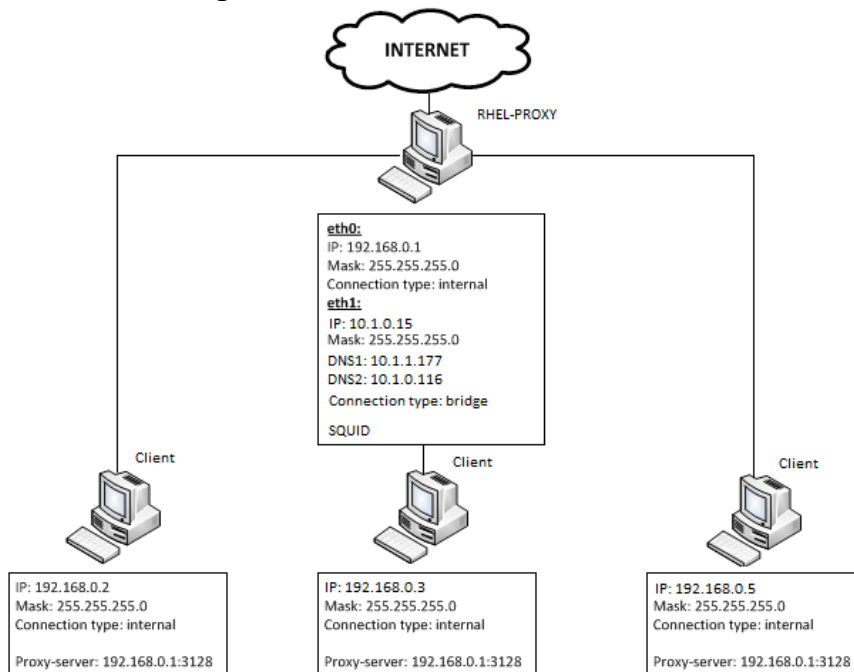 INTERNET
RHEL-PROXY
eth0:
IP: 192.168.0.1
Mask: 255.255.255.0
Connection type: internal
eth1:
IP: 10.1.0.15
Mask: 255.255.255.0
DNS1: 10.1.1.177
DNS2: 10.1.0.116
Connection type: bridge
SQUID
Client
IP: 192.168.0.2
Mask: 255.255.255.0
Connection type: internal
Proxy-server: 192.168.0.1:3128
Client
IP: 192.168.0.3
Mask: 255.255.255.0
Connection type: internal
Proxy-server: 192.168.0.1:3128
Client
IP: 192.168.0.5
Mask: 255.255.255.0
Connection type: internal
Proxy-server: 192.168.0.1:3128